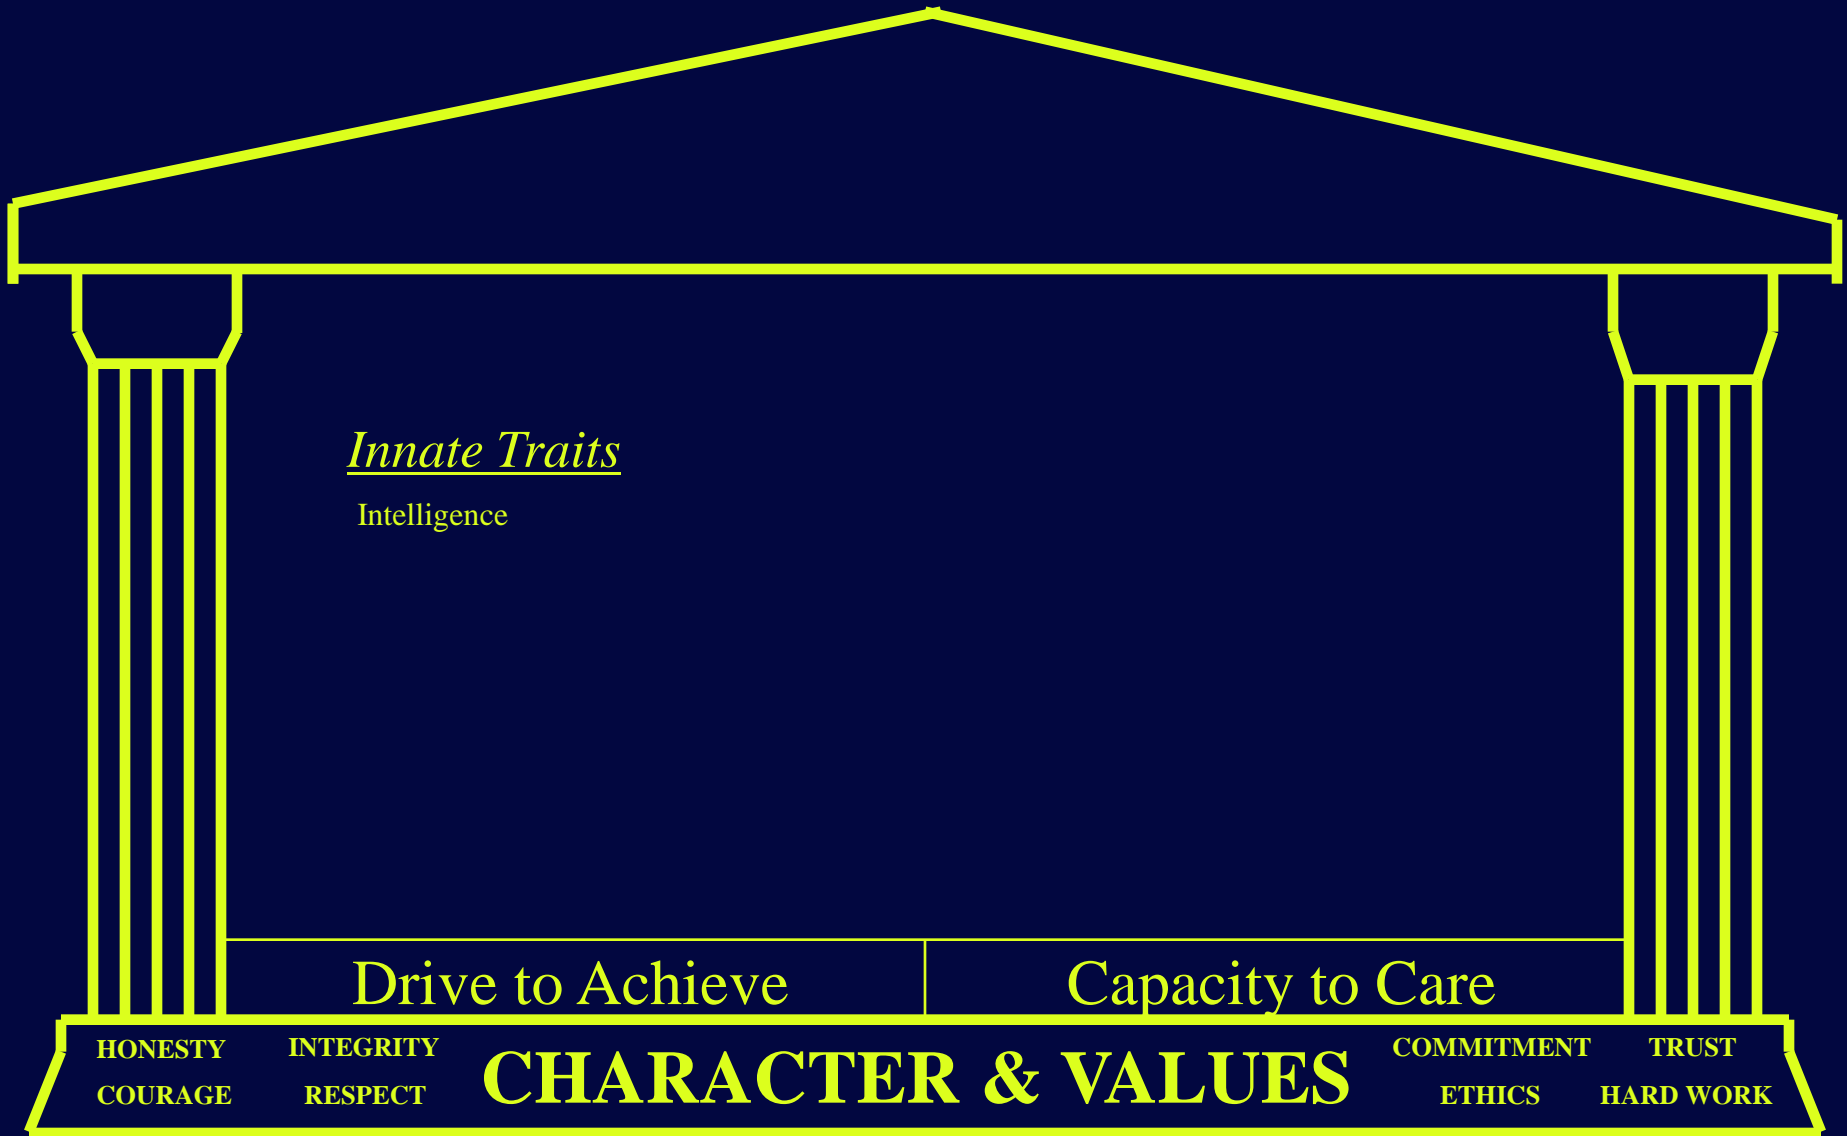 Innate Traits
Intelligence
Drive to Achieve
Capacity to Care
HONESTY
INTEGRITY
COURAGE
RESPECT
CHARACTER & VALUES
COMMITMENT
TRUST
ETHICS
HARD WORK